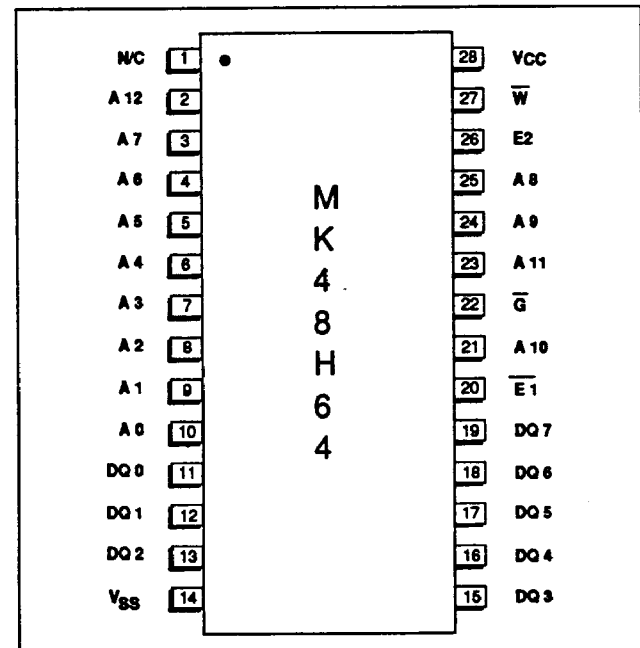 N/C 1 28 VCC
A 12 2 27 W̅
A 7 3 26 E2
A 6 4 25 A 8
A 5 5 24 A 9
A 4 6 23 A 11
A 3 7 22 G̅
A 2 8 21 A 10
A 1 9 20 E̅1̅
A 0 10 19 DQ 7
DQ 0 11 18 DQ 6
DQ 1 12 17 DQ 5
DQ 2 13 16 DQ 4
VSS 14 15 DQ 3
M
K
4
8
H
6
4